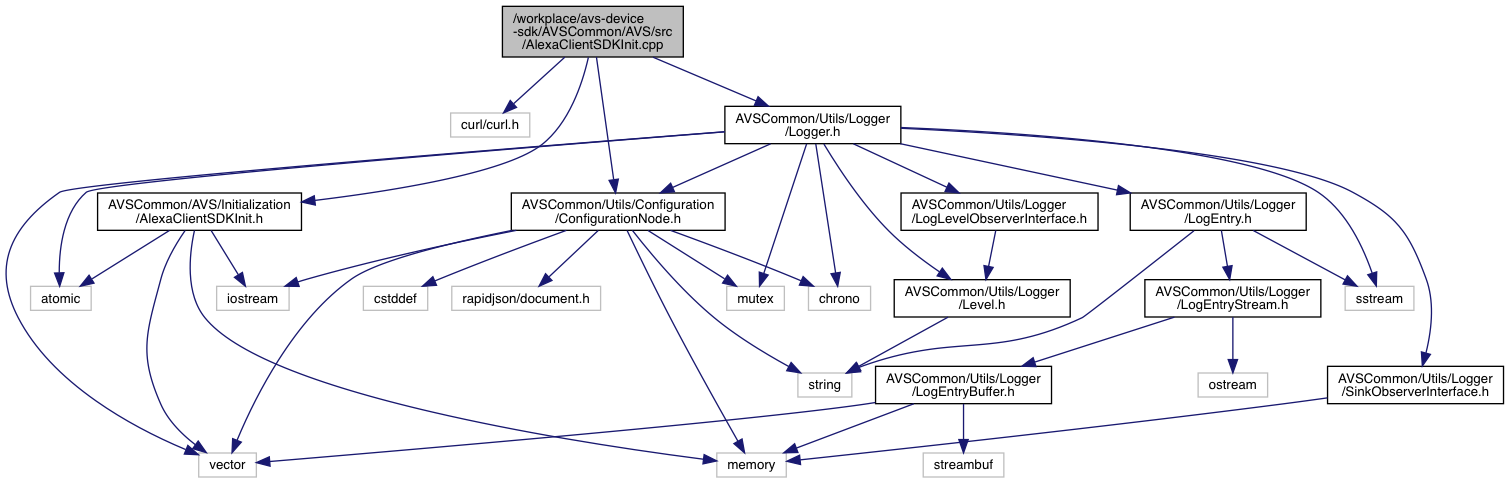 /workplace/avs-device
-sdk/AVSCommon/AVS/src
/AlexaClientSDKInit.cpp
curl/curl.h
AVSCommon/Utils/Logger
/Logger.h
AVSCommon/AVS/Initialization
/AlexaClientSDKInit.h
AVSCommon/Utils/Configuration
/ConfigurationNode.h
AVSCommon/Utils/Logger
/LogLevelObserverInterface.h
AVSCommon/Utils/Logger
/LogEntry.h
atomic
iostream
cstddef
rapidjson/document.h
mutex
chrono
AVSCommon/Utils/Logger
/Level.h
AVSCommon/Utils/Logger
/LogEntryStream.h
sstream
string
AVSCommon/Utils/Logger
/LogEntryBuffer.h
ostream
AVSCommon/Utils/Logger
/SinkObserverInterface.h
vector
memory
streambuf